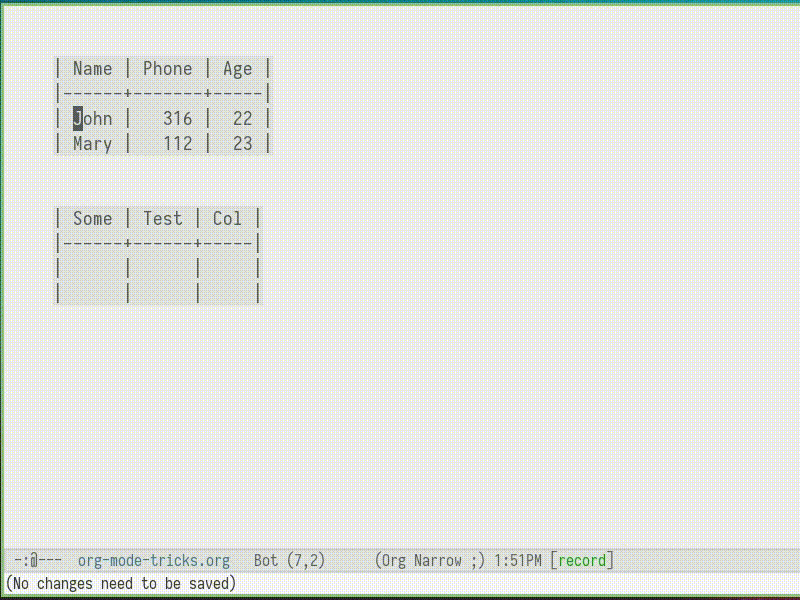 | Name | Phone | Age |
|------+-------+-----|
| John |   316 |  22 |
| Mary |   112 |  23 |
| Some | Test | Col |
|------+------+-----|
|      |      |     |
|      |      |     |
-:@---  org-mode-tricks.org   Bot (7,2)      (Org Narrow ;) 1:51PM [record]
(No changes need to be saved)